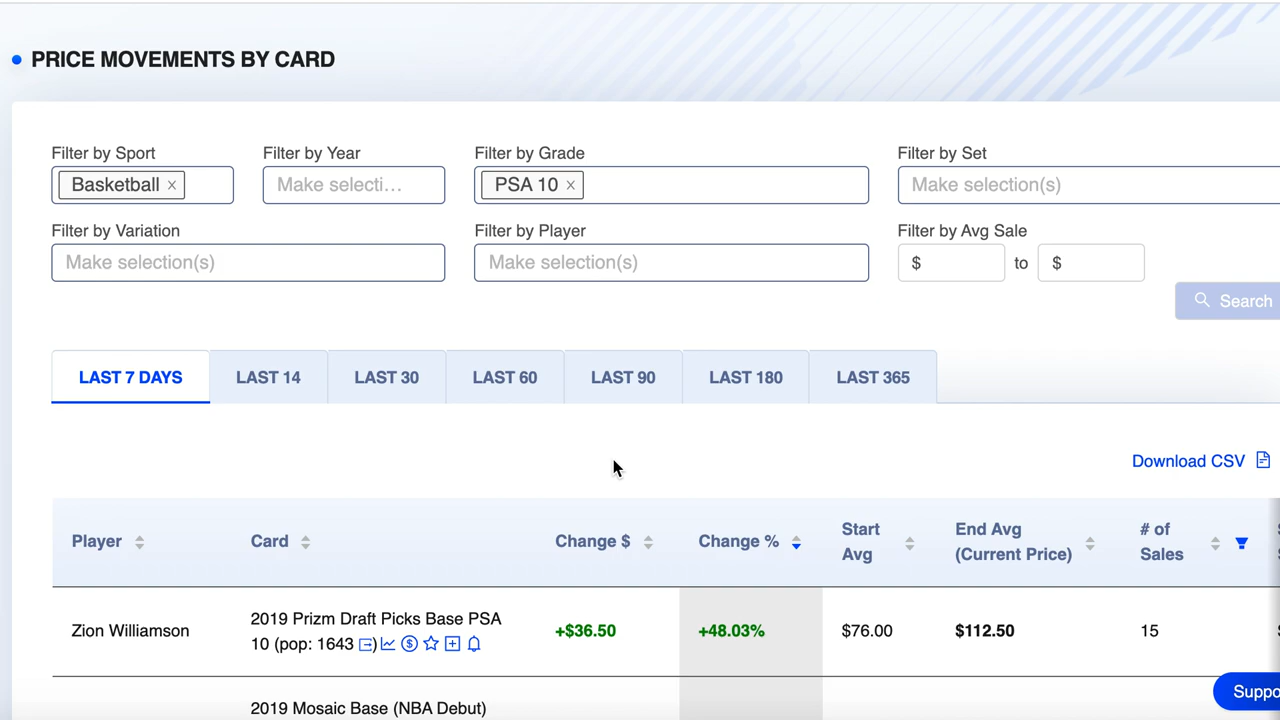 PRICE MOVEMENTS BY CARD
Filter by Sport
Filter by Year
Filter by Grade
Filter by Set
Basketball ×
Make selecti...
PSA 10 ×
Make selection(s)
Filter by Variation
Filter by Player
Filter by Avg Sale
Make selection(s)
Make selection(s)
$
to
$
Search
LAST 7 DAYS
LAST 14
LAST 30
LAST 60
LAST 90
LAST 180
LAST 365
Download CSV
Player
Card
Change $
Change %
Start
Avg
End Avg
(Current Price)
# of
Sales
Zion Williamson
2019 Prizm Draft Picks Base PSA
10 (pop: 1643 )
+$36.50
+48.03%
$76.00
$112.50
15
2019 Mosaic Base (NBA Debut)
Suppo